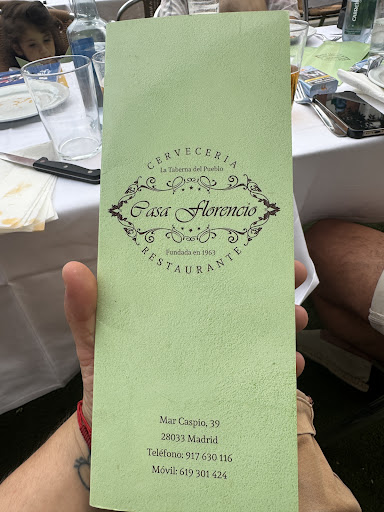 CERVECERIA
La Taberna del Pueblo
Casa Florencio
Fundada en 1963
RESTAURANTE
Mar Caspio, 39
28033 Madrid
Teléfono: 917 630 116
Móvil: 619 301 424